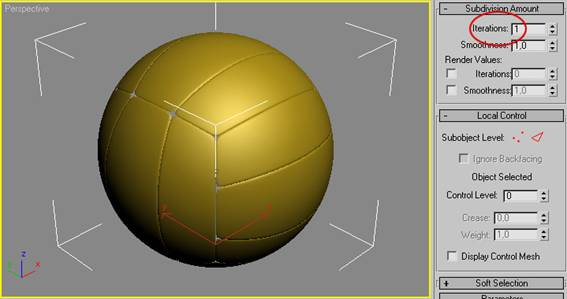 Perspective
z
x
- Subdivision Amount
Iterations: 1
Smoothness: 1,0
Render Values:
Iterations: 0
Smoothness: 1,0
- Local Control
Subobject Level:
Ignore Backfacing
Object Selected
Control Level: 0
Crease: 0,0
Weight: 1,0
Display Control Mesh
+ Soft Selection
Parameters